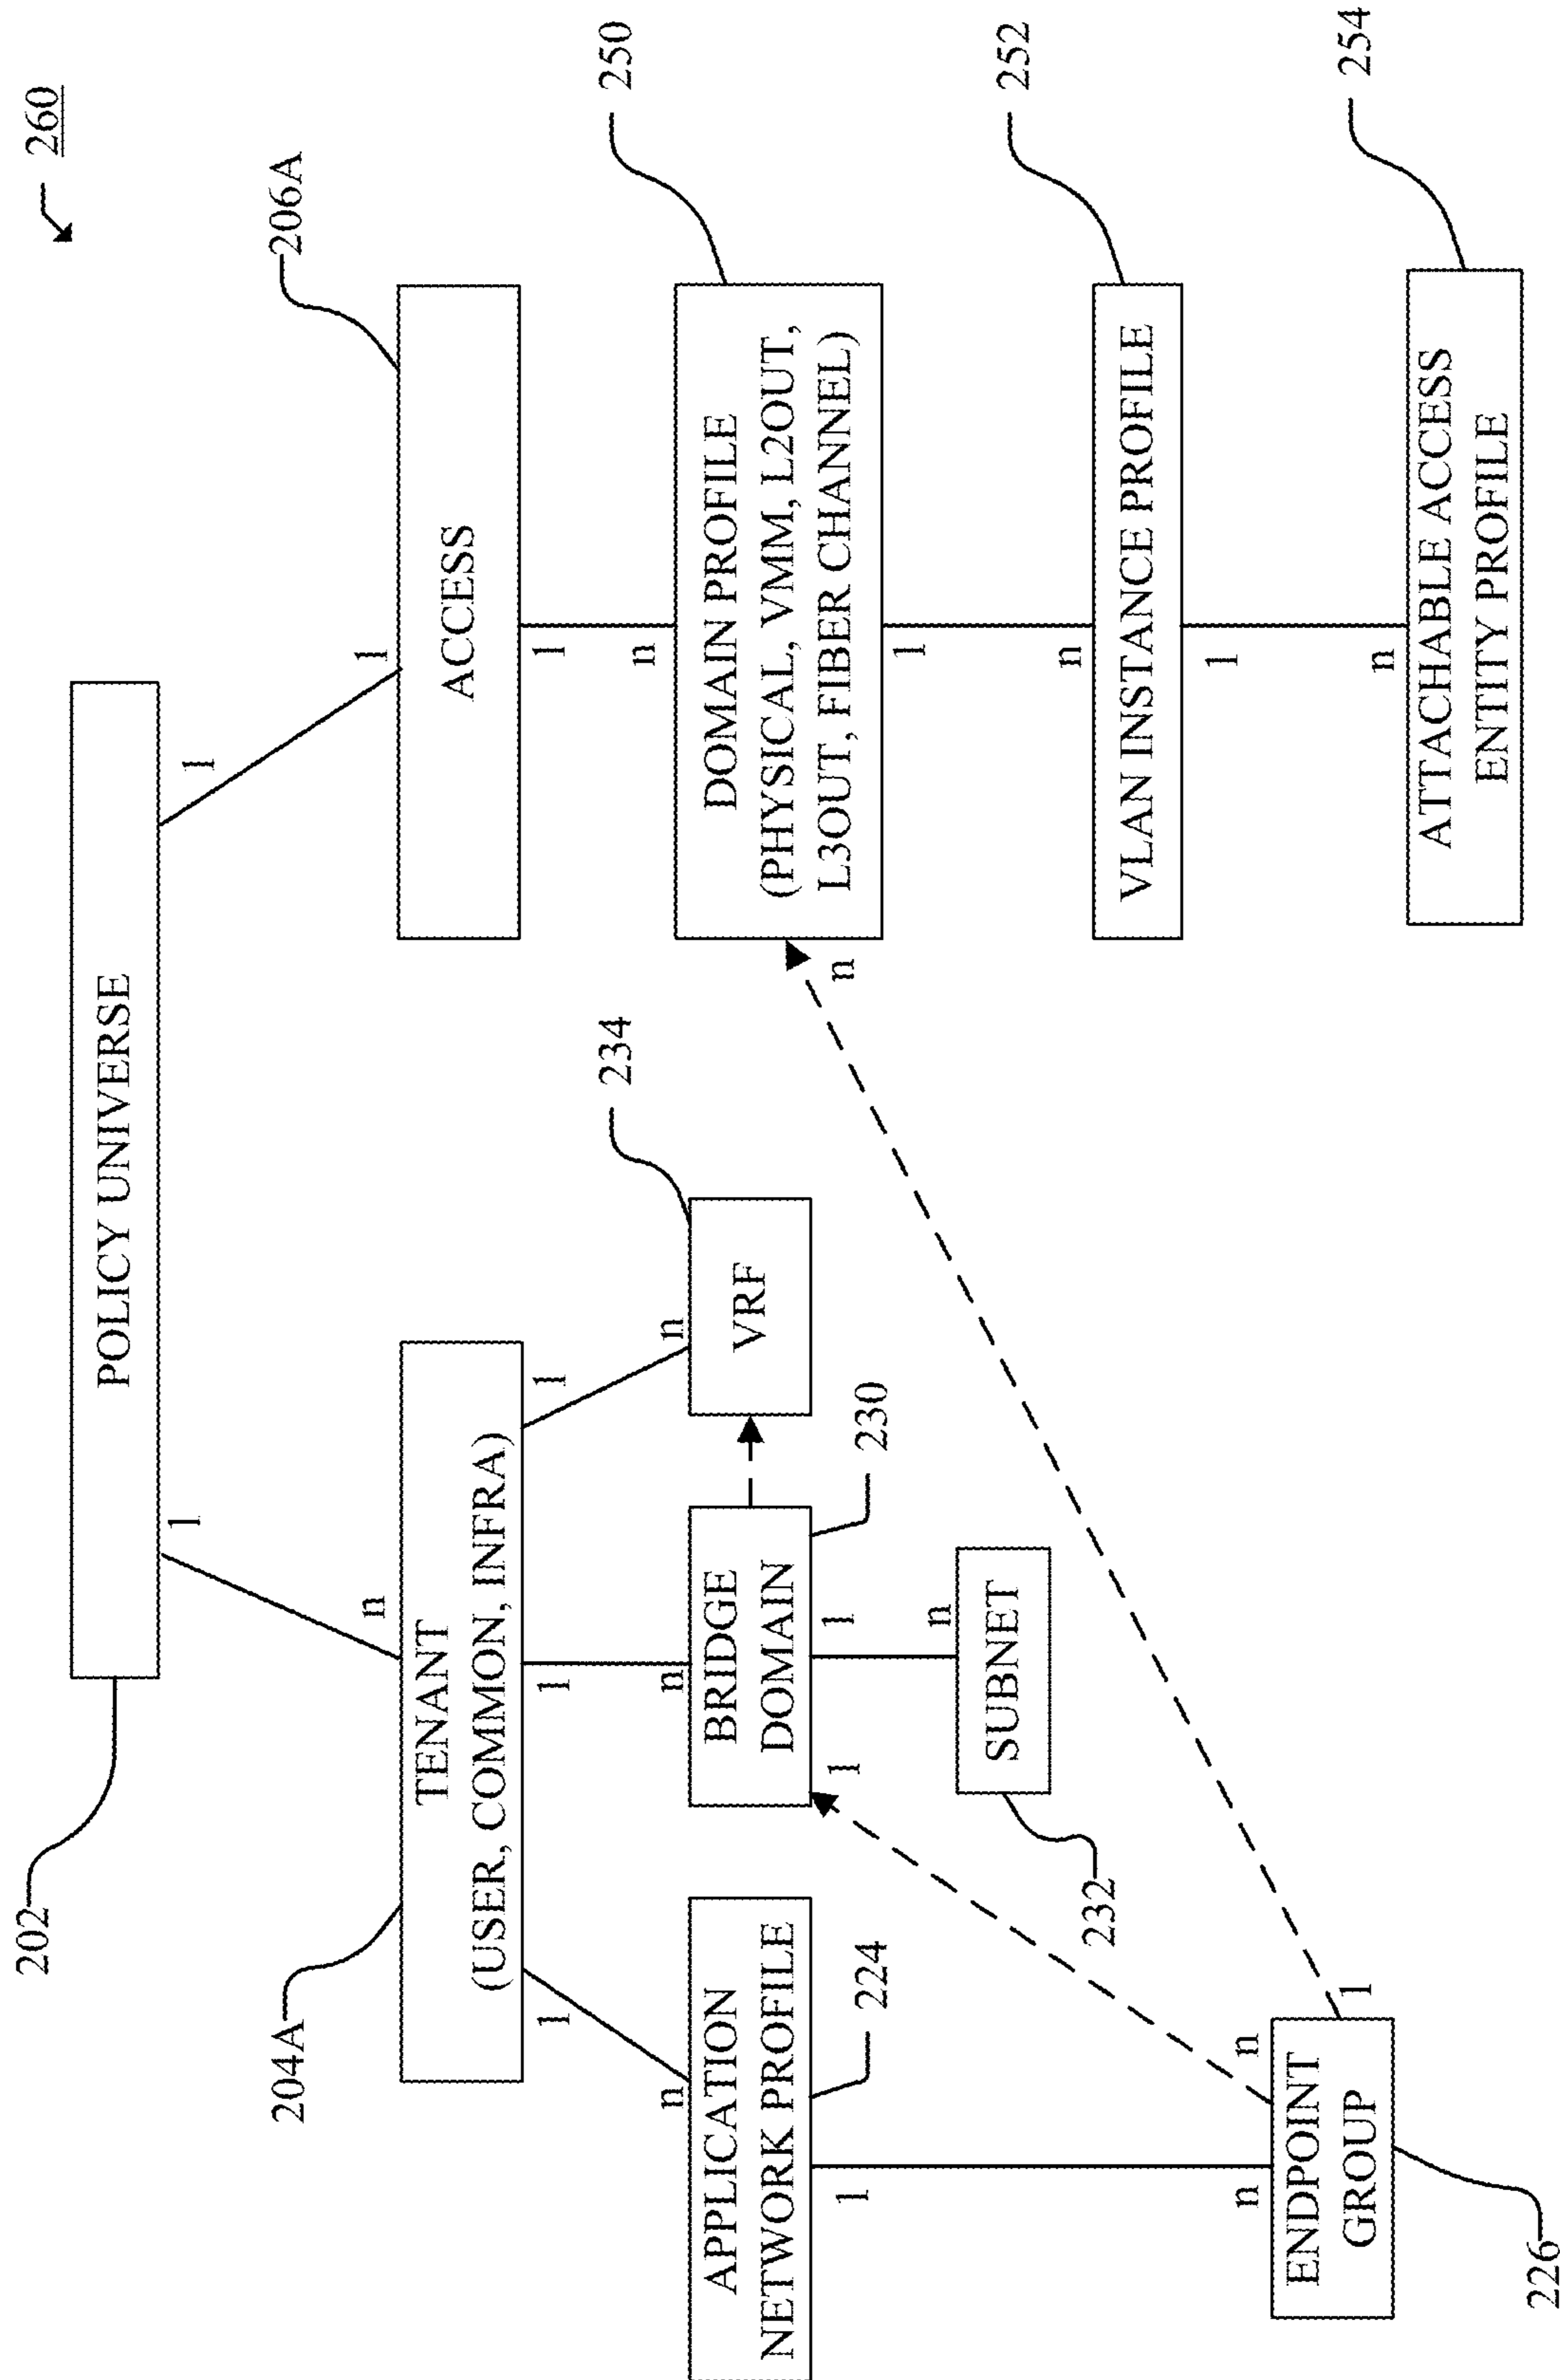 260
202
POLICY UNIVERSE
1
1
n
1
204A
206A
TENANT
(USER, COMMON, INFRA)
ACCESS
1
1
1
1
n
n
n
n
234
250
APPLICATION
NETWORK PROFILE
BRIDGE
DOMAIN
VRF
DOMAIN PROFILE
(PHYSICAL, VMM, L2OUT,
L3OUT, FIBER CHANNEL)
1
224
1
1
230
n
1
n
SUBNET
232
n
252
VLAN INSTANCE PROFILE
1
n
n
n
254
ENDPOINT
GROUP
1
226
ATTACHABLE ACCESS
ENTITY PROFILE